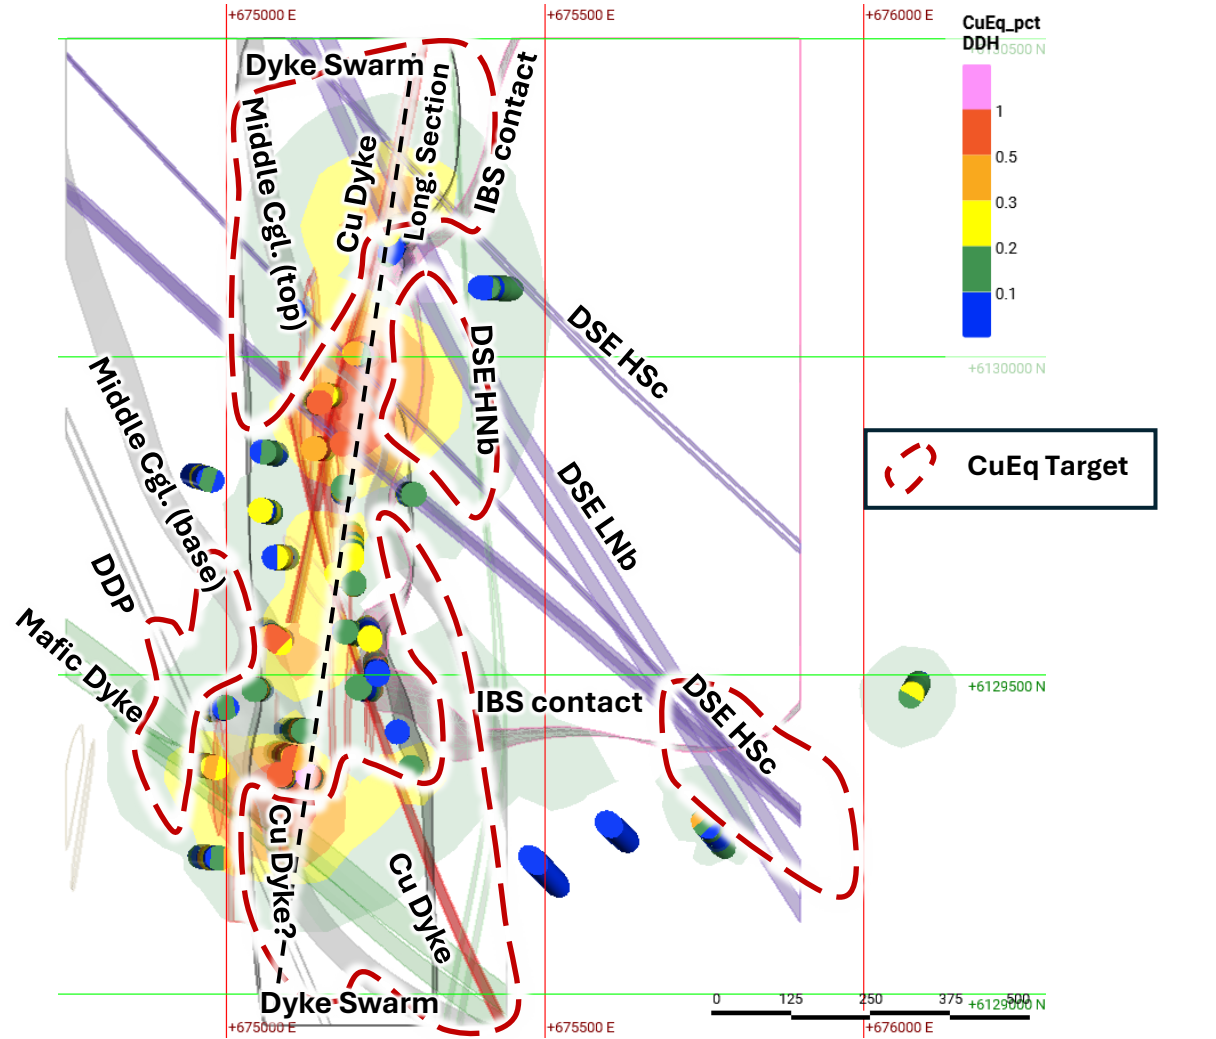 +675000 E
+675500 E
+676000 E
CuEq_pct
DDH
+6130500 N
1
0.5
0.3
0.2
0.1
Dyke Swarm
Middle Cgl. (top)
Cu Dyke
Long. Section
IBS contact
DSE HSc
DSE HNb
+6130000 N
Middle Cgl. (base)
CuEq Target
DSE LNb
DDP
Mafic Dyke
IBS contact
DSE HSc
+6129500 N
Cu Dyke?
Cu Dyke
Dyke Swarm
0 125 250 375 500
+6129000 N
+675000 E
+675500 E
+676000 E